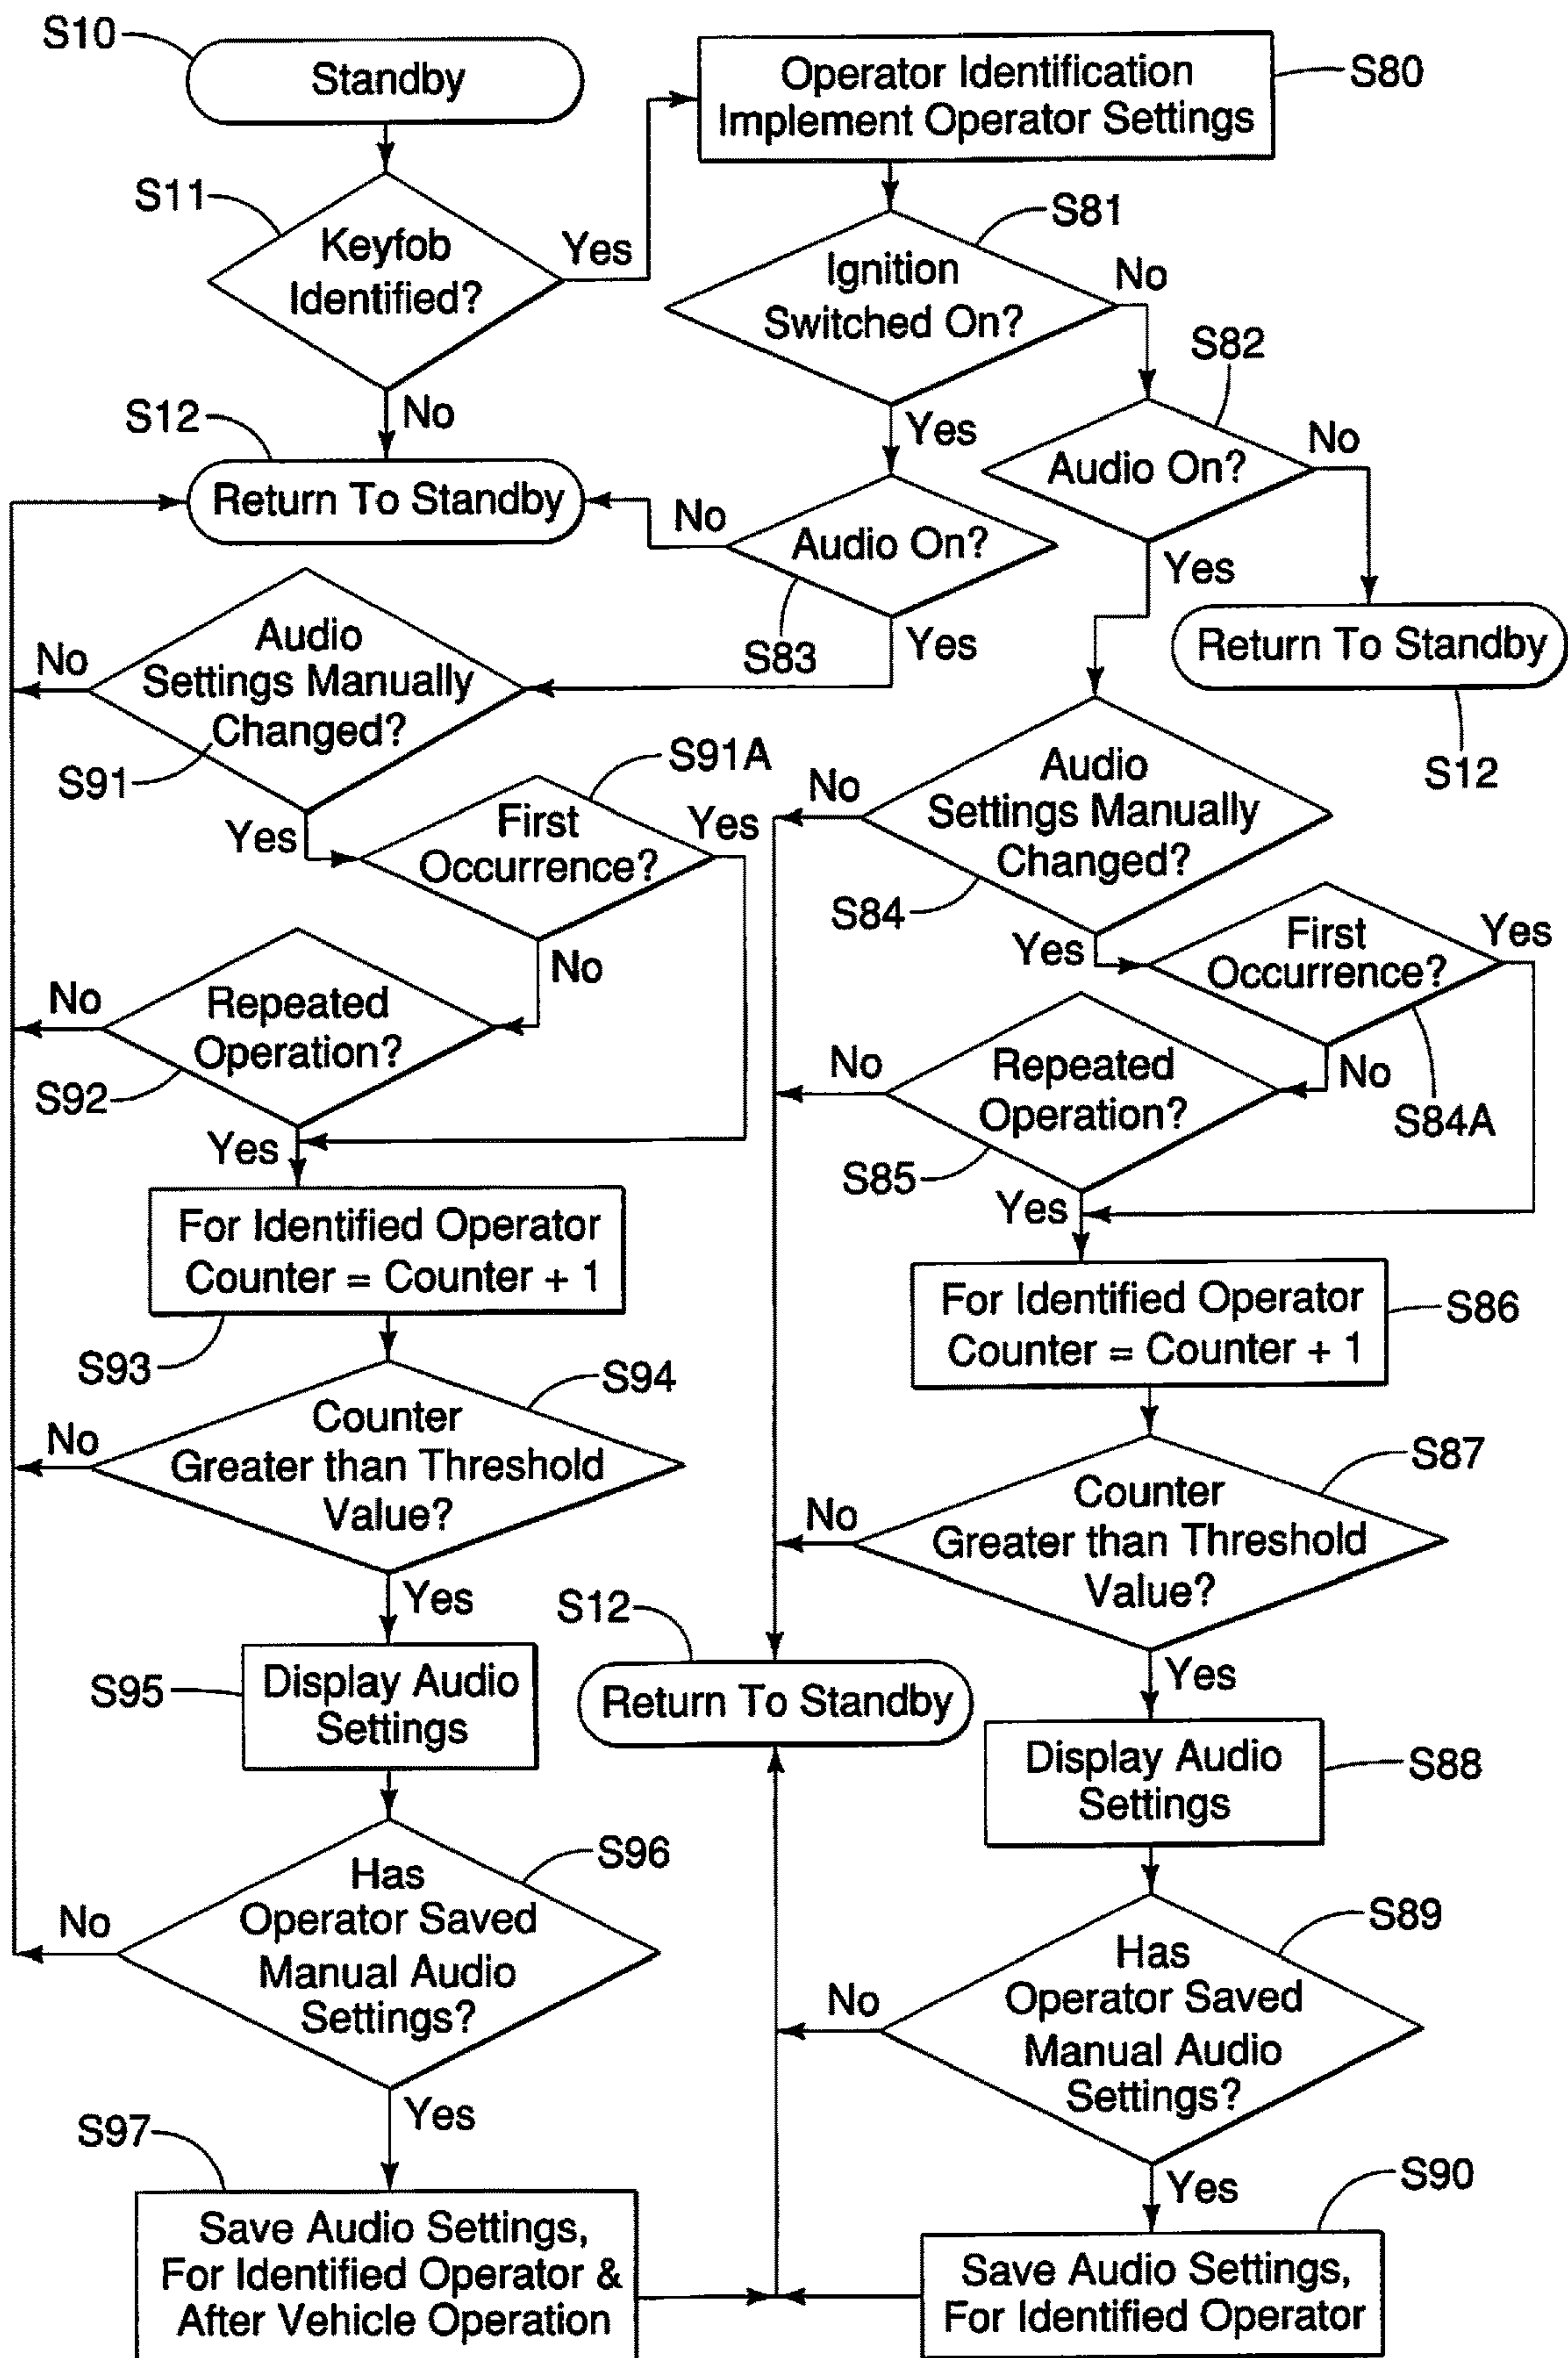 S10
Standby
Operator Identification
Implement Operator Settings
S80
S11
Keyfob
Identified?
Yes
No
S81
Ignition
Switched On?
No
Yes
S82
Audio On?
No
Yes
S12
Return To Standby
No
Audio On?
S83
Yes
Return To Standby
S12
Audio
Settings Manually
Changed?
No
S91
Yes
S91A
First
Occurrence?
Yes
No
Repeated
Operation?
No
S92
Yes
For Identified Operator
Counter = Counter + 1
S93
S94
Counter
Greater than Threshold
Value?
No
Yes
S95
Display Audio
Settings
S96
Has
Operator Saved
Manual Audio
Settings?
No
Yes
S97
Save Audio Settings,
For Identified Operator &
After Vehicle Operation
Audio
Settings Manually
Changed?
No
S84
Yes
First
Occurrence?
Yes
No
S84A
Repeated
Operation?
No
S85
Yes
For Identified Operator
Counter = Counter + 1
S86
S87
Counter
Greater than Threshold
Value?
No
Yes
S12
Return To Standby
Display Audio
Settings
S88
S89
Has
Operator Saved
Manual Audio
Settings?
No
Yes
S90
Save Audio Settings,
For Identified Operator